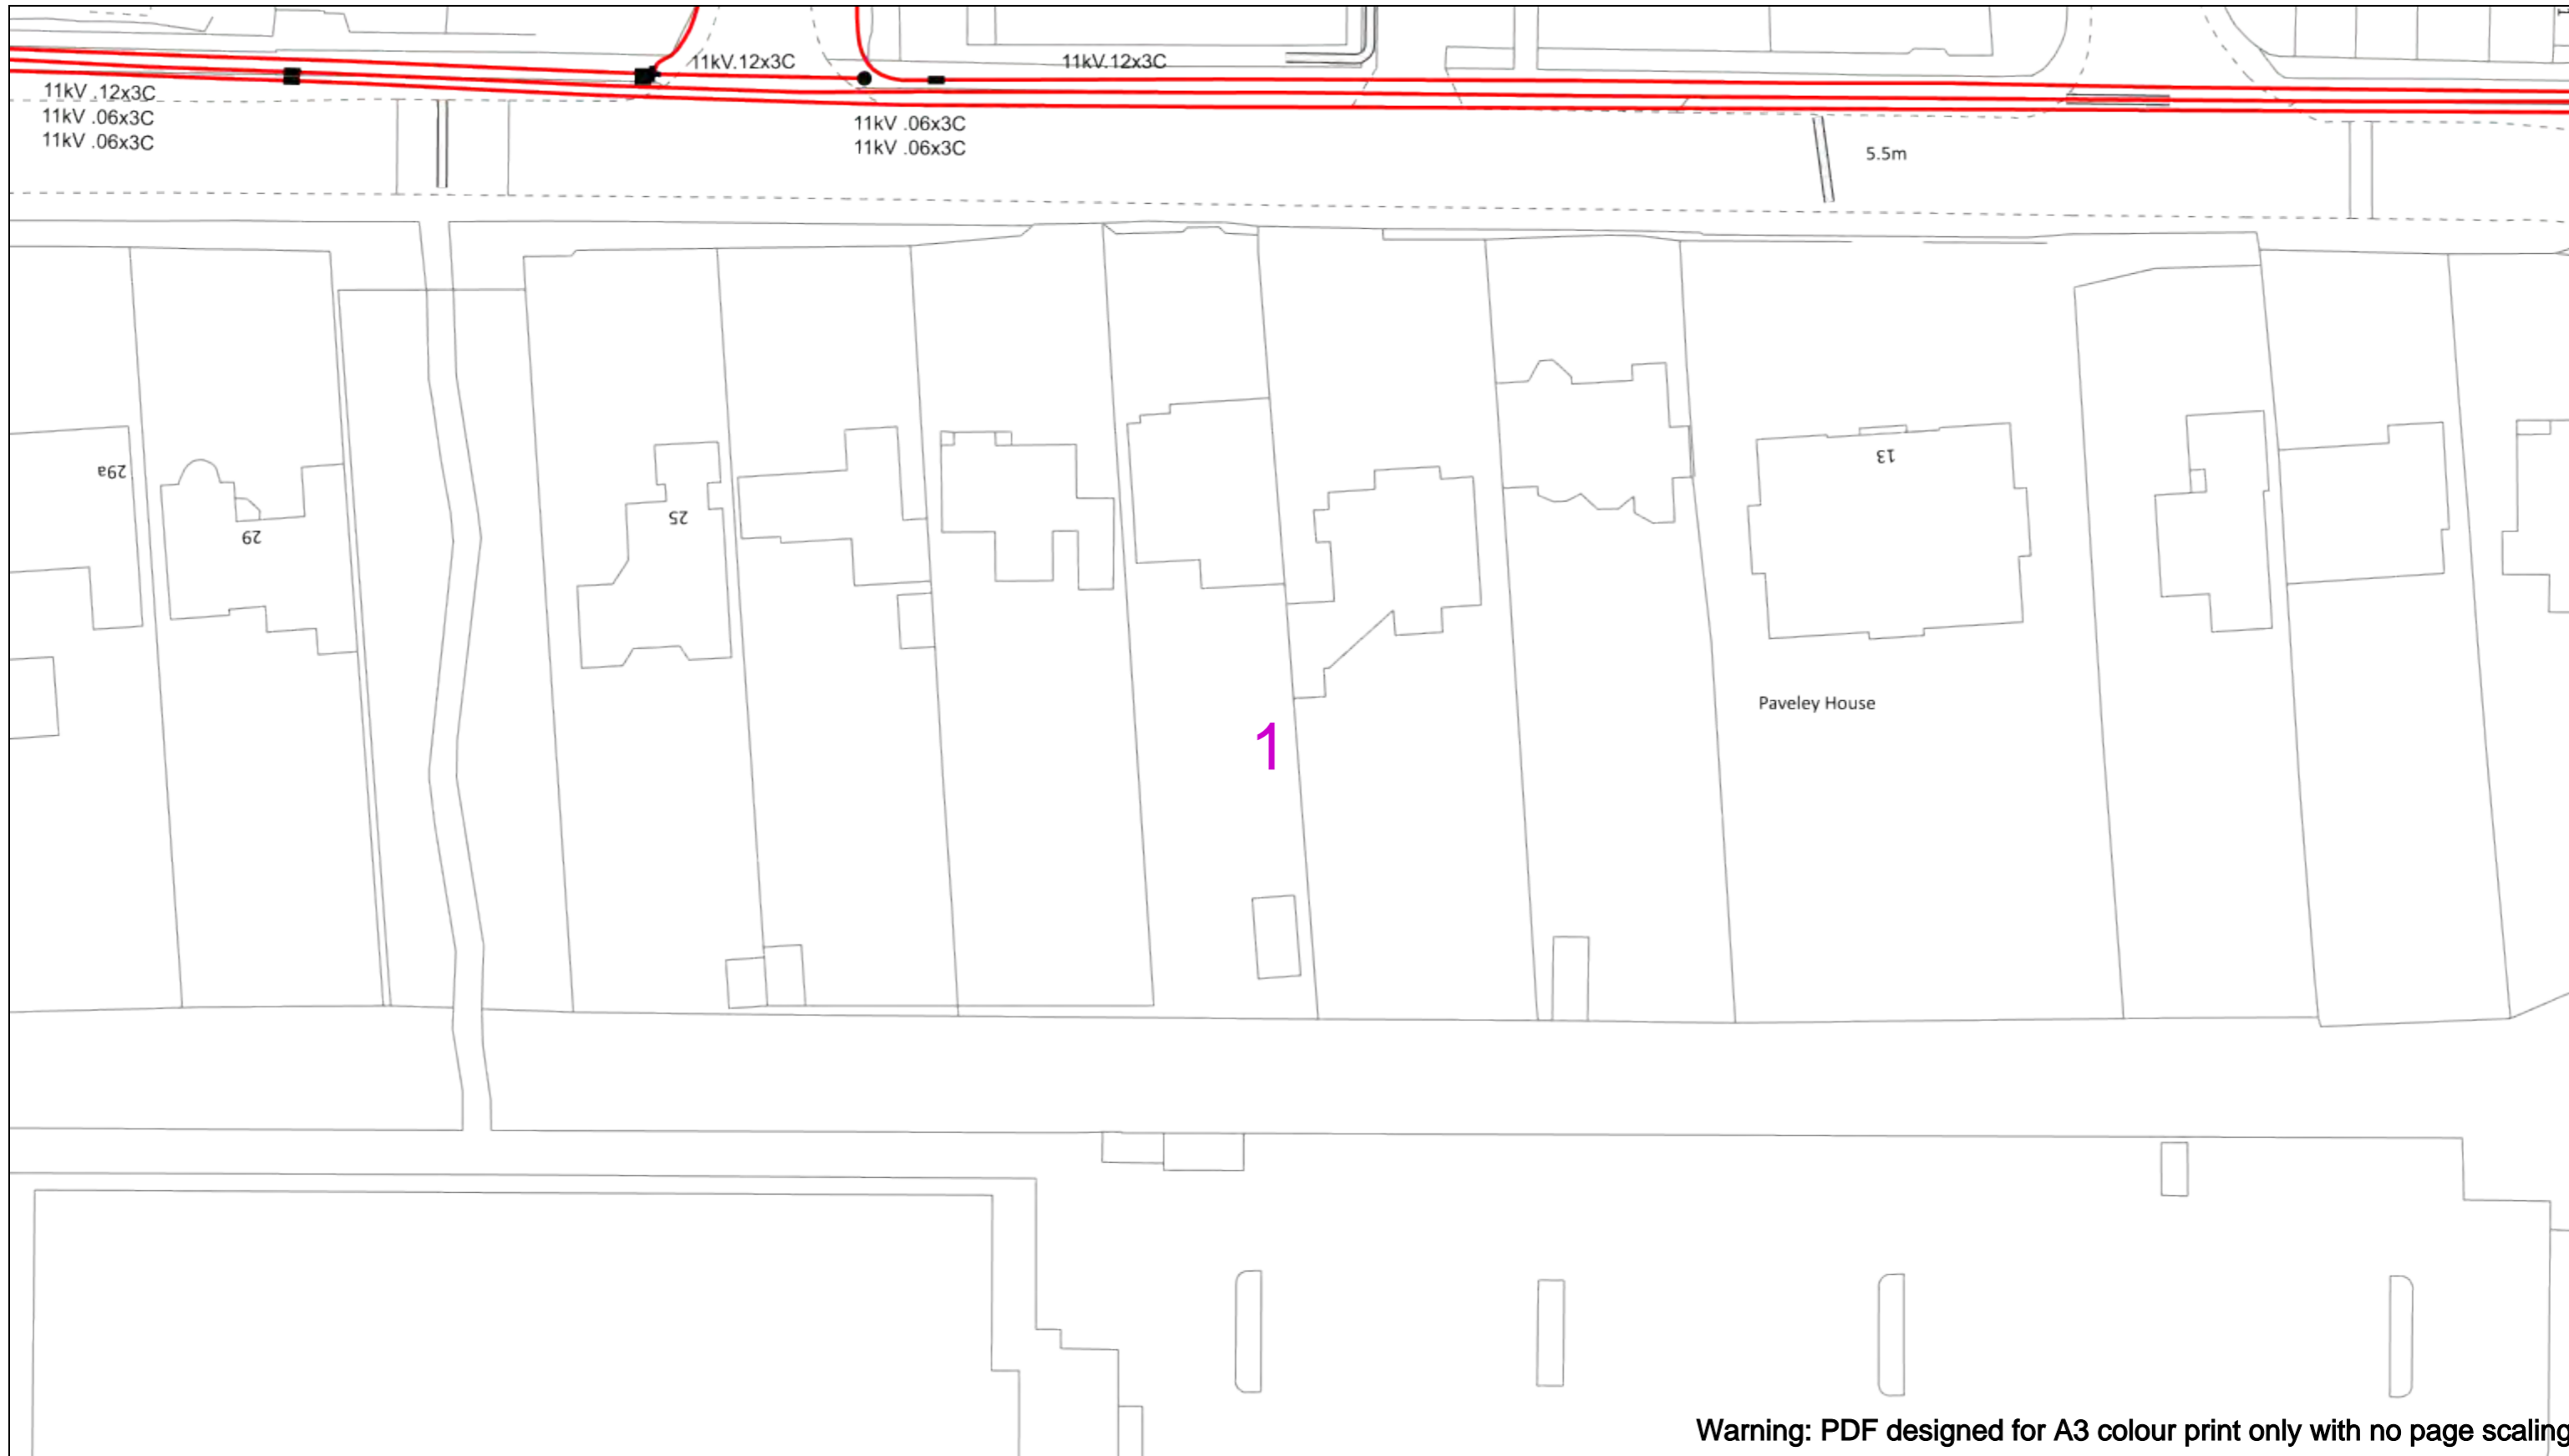 11kV.12x3C
11kV.12x3C
11kV .12x3C
11kV .06x3C
11kV .06x3C
11kV .06x3C
11kV .06x3C
5.5m
29a
29
25
13
Paveley House
1
Warning: PDF designed for A3 colour print only with no page scaling